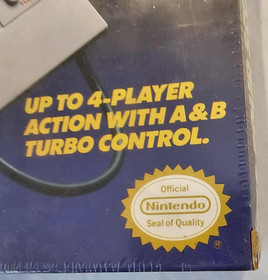 UP TO 4-PLAYER
ACTION WITH A & B
TURBO CONTROL.
Official
Nintendo
Seal of Quality
®